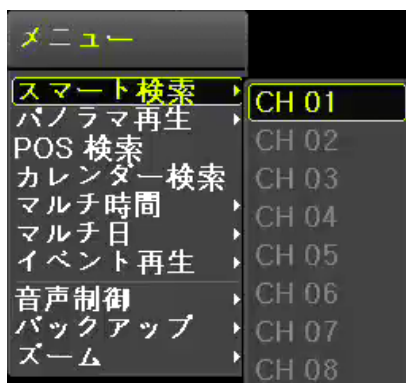 メニュー
スマート検索
パノラマ再生
POS 検索
カレンダー検索
マルチ時間
マルチ日
イベント再生
音声制御
バックアップ
ズーム
CH 01
CH 02
CH 03
CH 04
CH 05
CH 06
CH 07
CH 08